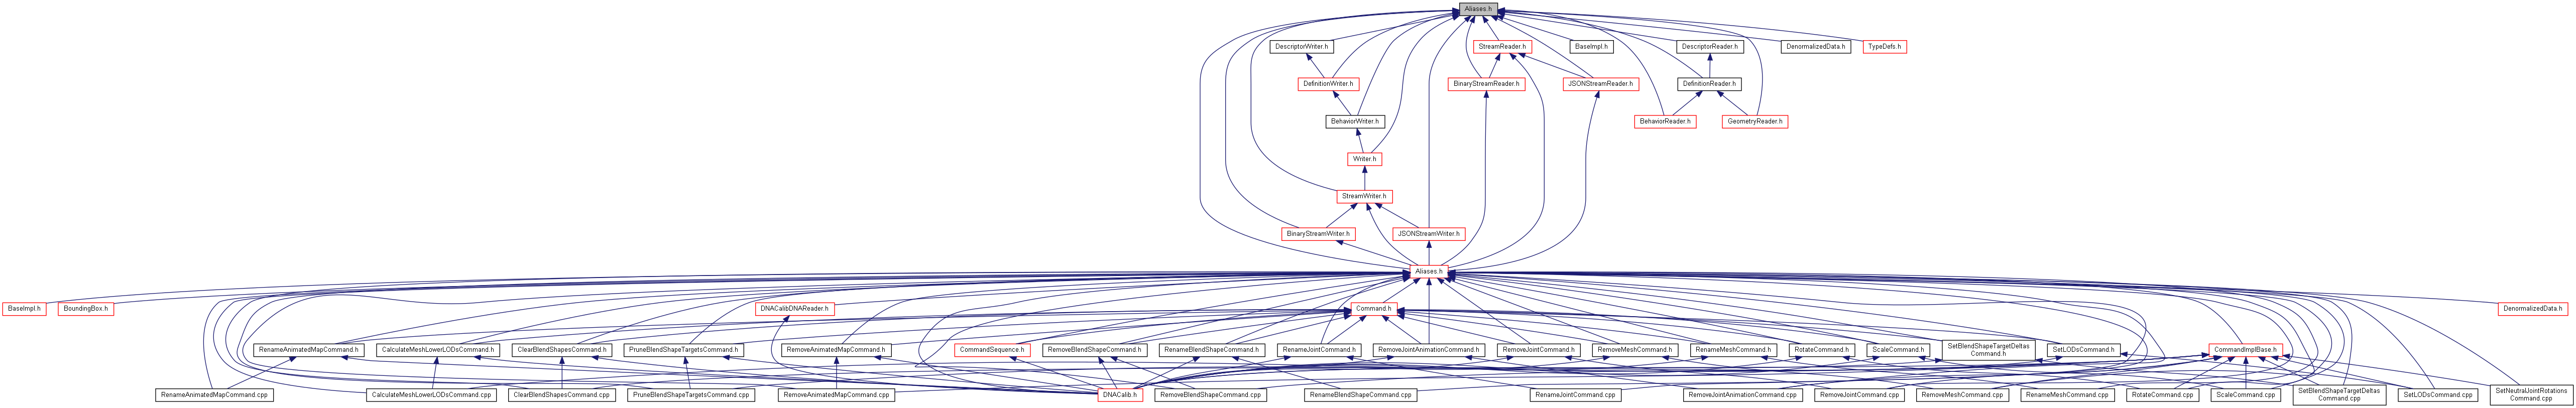 Aliases.h
DescriptorWriter.h
StreamReader.h
BaseImpl.h
DescriptorReader.h
DenormalizedData.h
TypeDefs.h
DefinitionWriter.h
BinaryStreamReader.h
JSONStreamReader.h
DefinitionReader.h
BehaviorWriter.h
BehaviorReader.h
GeometryReader.h
Writer.h
StreamWriter.h
BinaryStreamWriter.h
JSONStreamWriter.h
Aliases.h
BaseImpl.h
BoundingBox.h
DNACalibDNAReader.h
Command.h
DenormalizedData.h
RenameAnimatedMapCommand.h
CalculateMeshLowerLODsCommand.h
ClearBlendShapesCommand.h
PruneBlendShapeTargetsCommand.h
RemoveAnimatedMapCommand.h
CommandSequence.h
RemoveBlendShapeCommand.h
RenameBlendShapeCommand.h
RenameJointCommand.h
RemoveJointAnimationCommand.h
RemoveJointCommand.h
RemoveMeshCommand.h
RenameMeshCommand.h
RotateCommand.h
ScaleCommand.h
SetBlendShapeTargetDeltas
Command.h
SetLODsCommand.h
CommandImplBase.h
RenameAnimatedMapCommand.cpp
CalculateMeshLowerLODsCommand.cpp
ClearBlendShapesCommand.cpp
PruneBlendShapeTargetsCommand.cpp
RemoveAnimatedMapCommand.cpp
DNACalib.h
RemoveBlendShapeCommand.cpp
RenameBlendShapeCommand.cpp
RenameJointCommand.cpp
RemoveJointAnimationCommand.cpp
RemoveJointCommand.cpp
RemoveMeshCommand.cpp
RenameMeshCommand.cpp
RotateCommand.cpp
ScaleCommand.cpp
SetBlendShapeTargetDeltas
Command.cpp
SetLODsCommand.cpp
SetNeutralJointRotations
Command.cpp